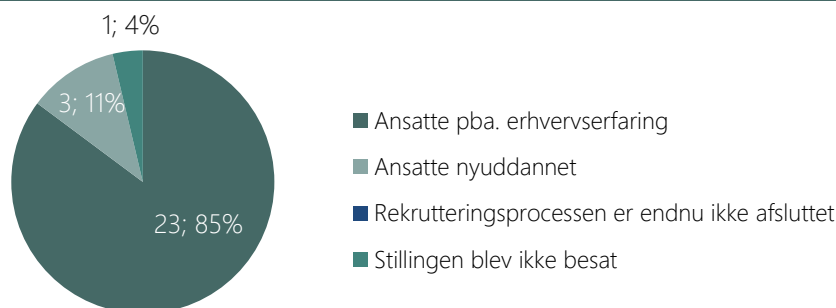 1; 4%
3; 11%
23; 85%
Ansatte pba. erhvervserfaring
Ansatte nyuddannet
Rekrutteringsprocessen er endnu ikke afsluttet
Stillingen blev ikke besat